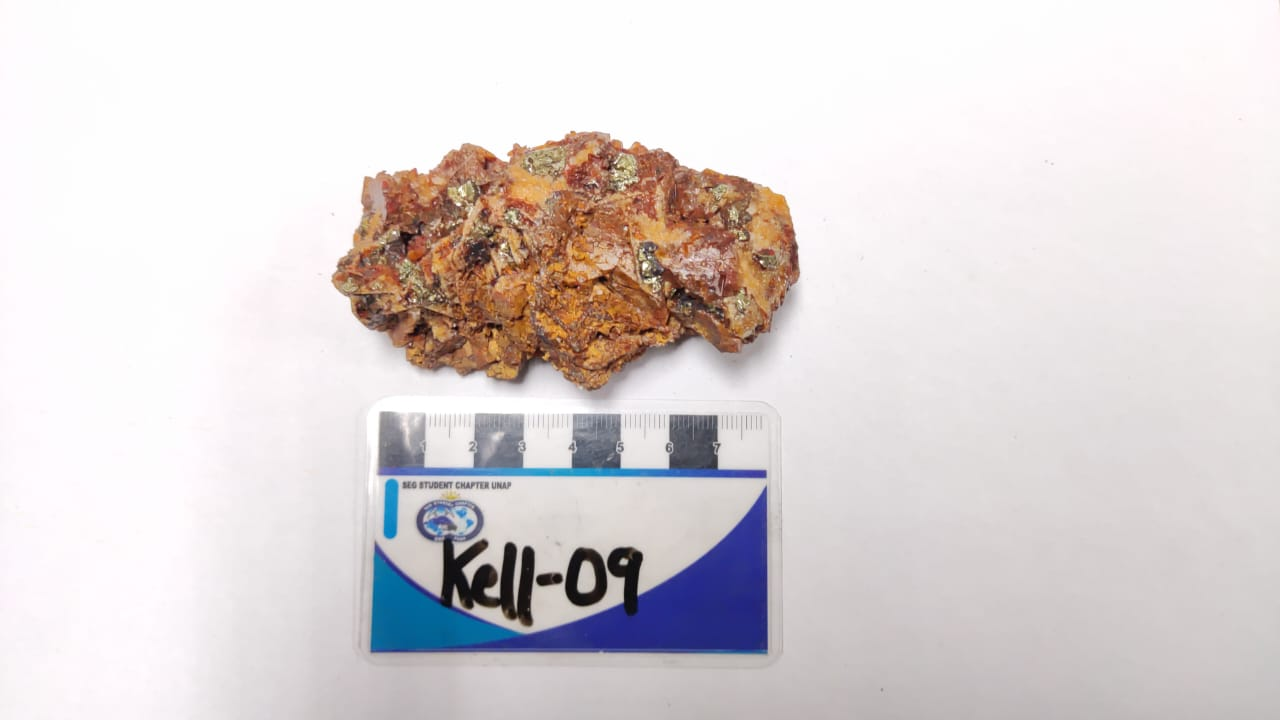 1 2 3 4 5 6 7
SEG STUDENT CHAPTER UNAP
Kell-09